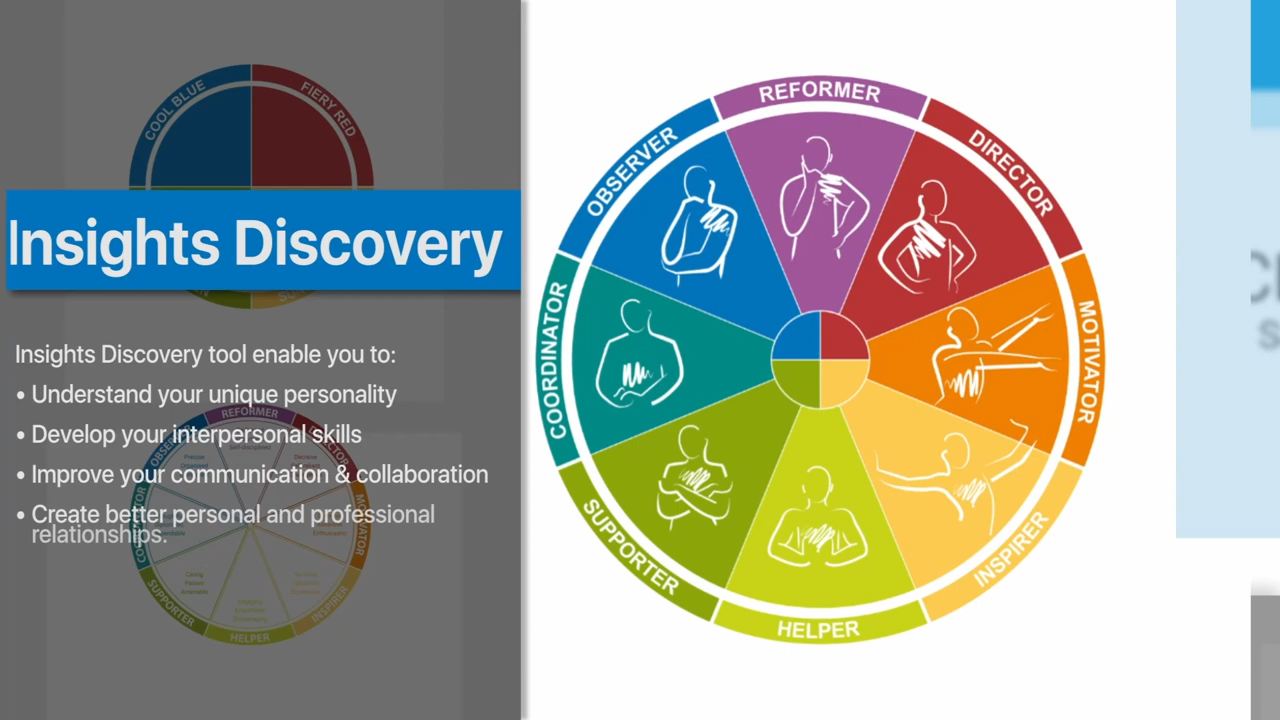 COOL BLUE
FIERY RED
Insights Discovery
Insights Discovery tool enable you to:
• Understand your unique personality
• Develop your interpersonal skills
• Improve your communication & collaboration
• Create better personal and professional
relationships.
REFORMER
SUPPORTER
HELPER
INSPIRER
MOTIVATOR
REFORMER
DIRECTOR
MOTIVATOR
INSPIRER
HELPER
SUPPORTER
COORDINATOR
OBSERVER